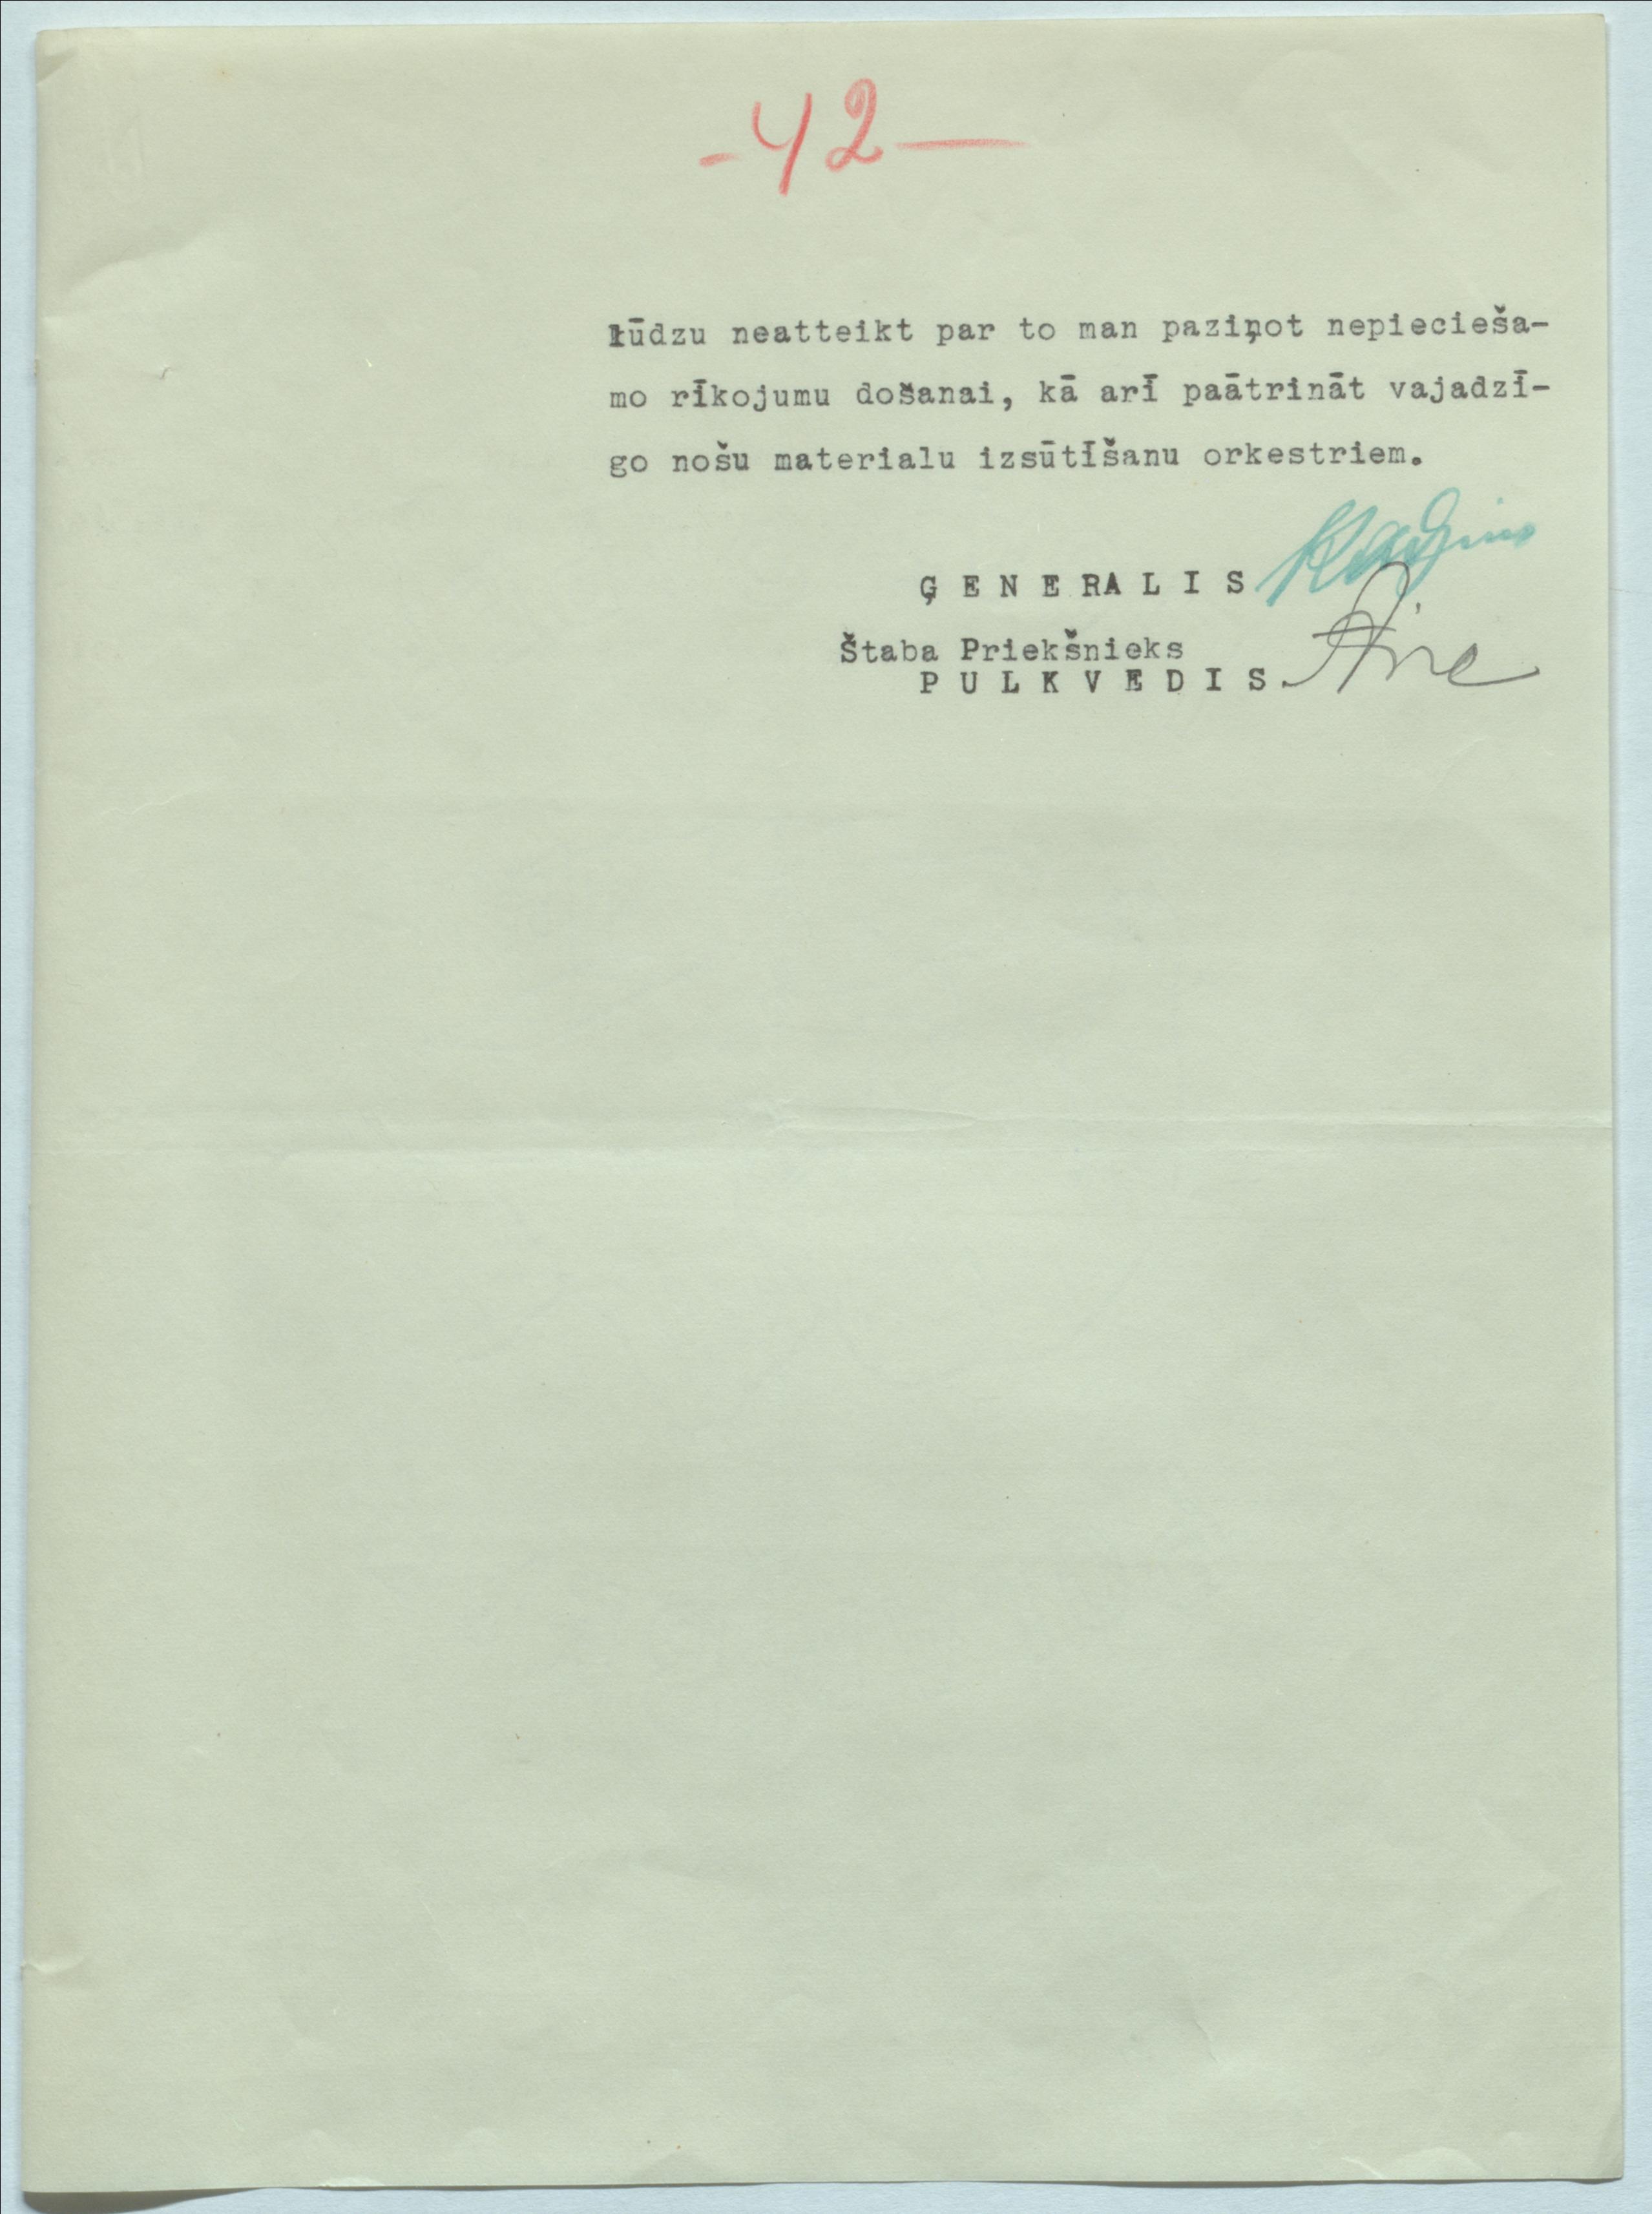 -42-
lūdzu neatteikt par to man paziņot nepiecieša-
mo rīkojumu došanai, kā arī paātrināt vajadzī-
go nošu materialu izsūtīšanu orkestriem.
ĢENERALIS
Štaba Priekšnieks
PULKVEDIS.